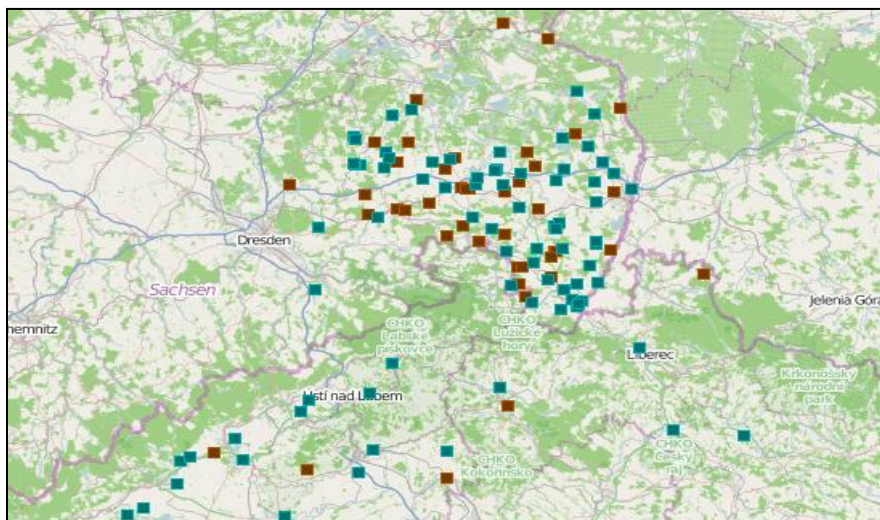 Dresden
Sachsen
hemnitz
Jelenia Góra
CHKO
Labské
pískovce
CHKO
Lužické
hory
Liberec
Krkonošský
národní
park
Ústí nad Labem
CHKO
Český
ráj
CHKO
Kokořínsko